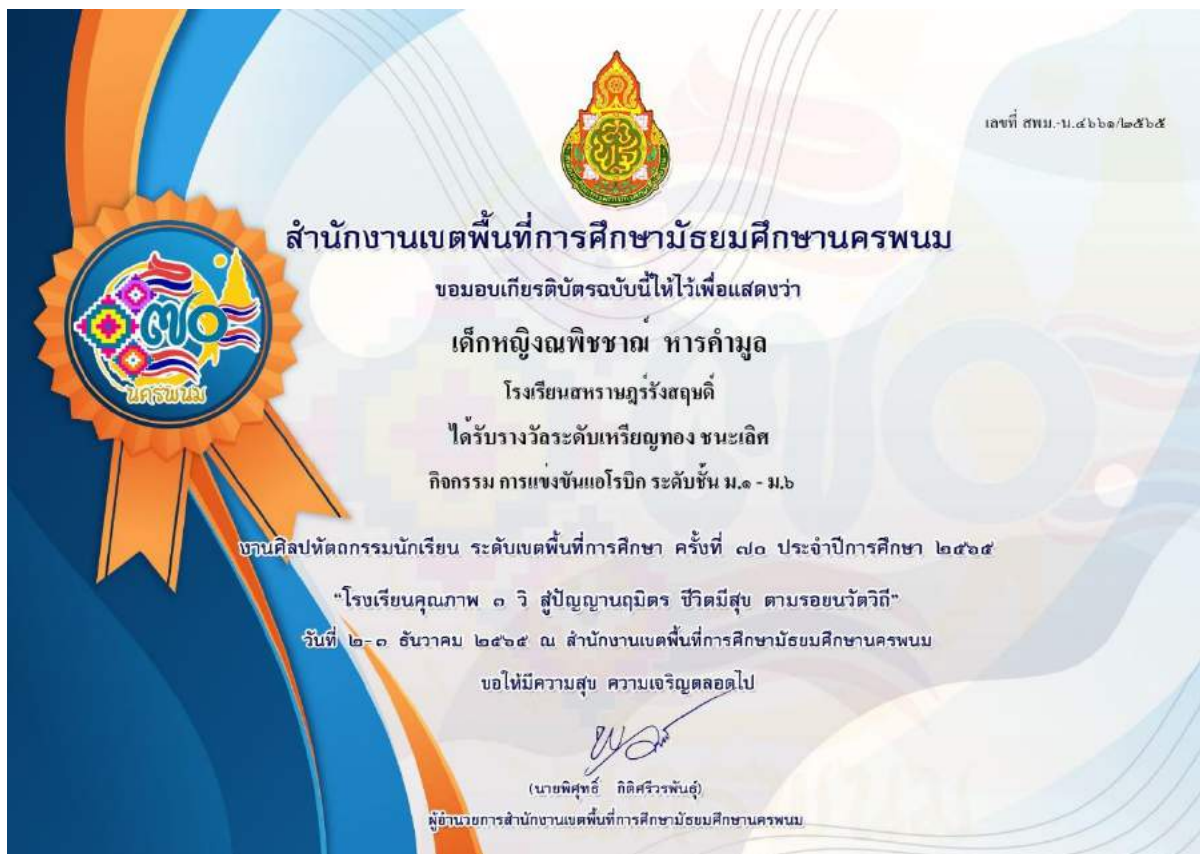 เลขที่ สพม.-น.๔๖๖๑/๒๕๖๕
สำนักงานเขตพื้นที่การศึกษามัธยมศึกษานครพนม
ขอมอบเกียรติบัตรฉบับนี้ให้ไว้เพื่อแสดงว่า
เด็กหญิงณพิชชาณ์ หารคำมูล
โรงเรียนสหราษฎร์รังสฤษดิ์
ได้รับรางวัลระดับเหรียญทอง ชนะเลิศ
กิจกรรม การแข่งขันแอโรบิก ระดับชั้น ม.๑ - ม.๖
งานศิลปหัตถกรรมนักเรียน ระดับเขตพื้นที่การศึกษา ครั้งที่ ๗๐ ประจำปีการศึกษา ๒๕๖๕
“โรงเรียนคุณภาพ ๓ วิ สู่ปัญญานฤมิตร ชีวิตมีสุข ตามรอยนวัตวิถี”
วันที่ ๒-๓ ธันวาคม ๒๕๖๕ ณ สำนักงานเขตพื้นที่การศึกษามัธยมศึกษานครพนม
ขอให้มีความสุข ความเจริญตลอดไป
(นายพิศุทธิ์ กิติศรีวรพันธุ์)
ผู้อำนวยการสำนักงานเขตพื้นที่การศึกษามัธยมศึกษานครพนม
๗๐
นครพนม